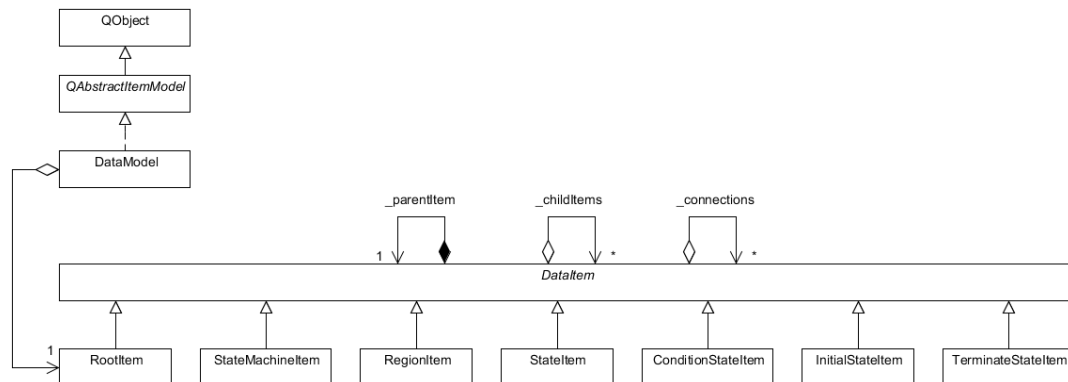 QObject
QAbstractItemModel
DataModel
_parentItem _childItems _connections
1 * *
DataItem
1
RootItem StateMachineItem RegionItem StateItem ConditionStateItem InitialStateItem TerminateStateItem